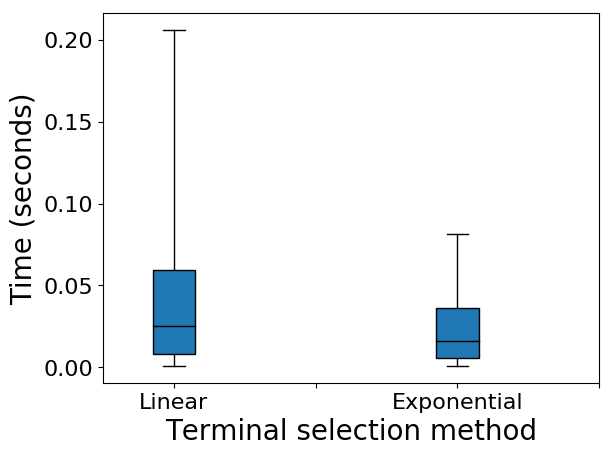 Time (seconds)
0.20
0.15
0.10
0.05
0.00
Linear
Exponential
Terminal selection method